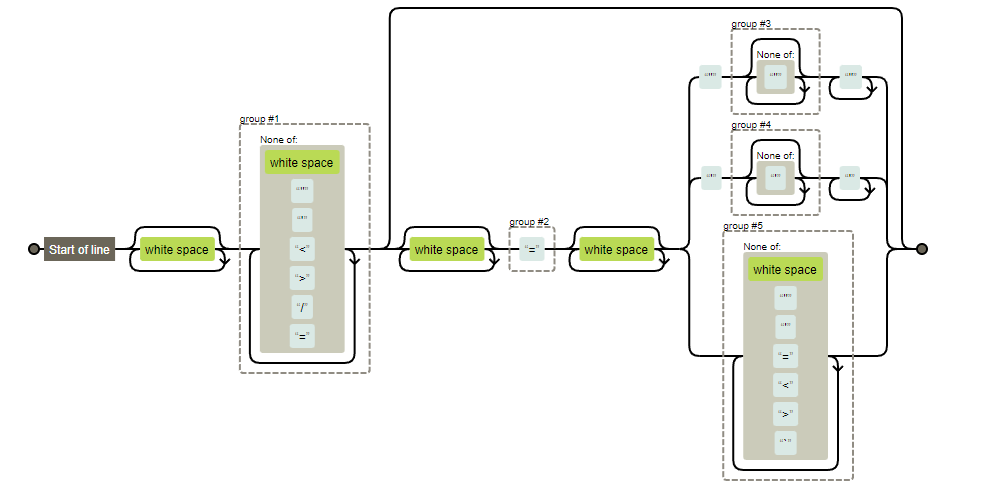 Start of line
white space
group #1
None of:
white space
“"”
“'”
“<”
“>”
“/”
“=”
white space
group #2
“=”
white space
“"”
group #3
None of:
“"”
“"”
“'”
group #4
None of:
“'”
“'”
group #5
None of:
white space
“"”
“'”
“=”
“<”
“>”
“`”